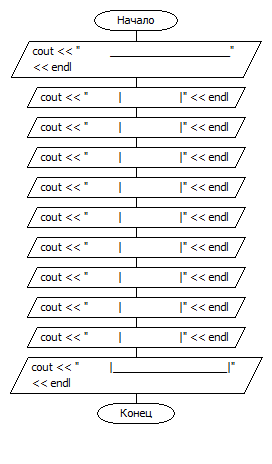 Начало
cout << "        _____________________"
<< endl
cout << "        |            |" << endl
cout << "        |            |" << endl
cout << "        |            |" << endl
cout << "        |            |" << endl
cout << "        |            |" << endl
cout << "        |            |" << endl
cout << "        |            |" << endl
cout << "        |            |" << endl
cout << "        |            |" << endl
cout << "        |____________________|"
<< endl
Конец